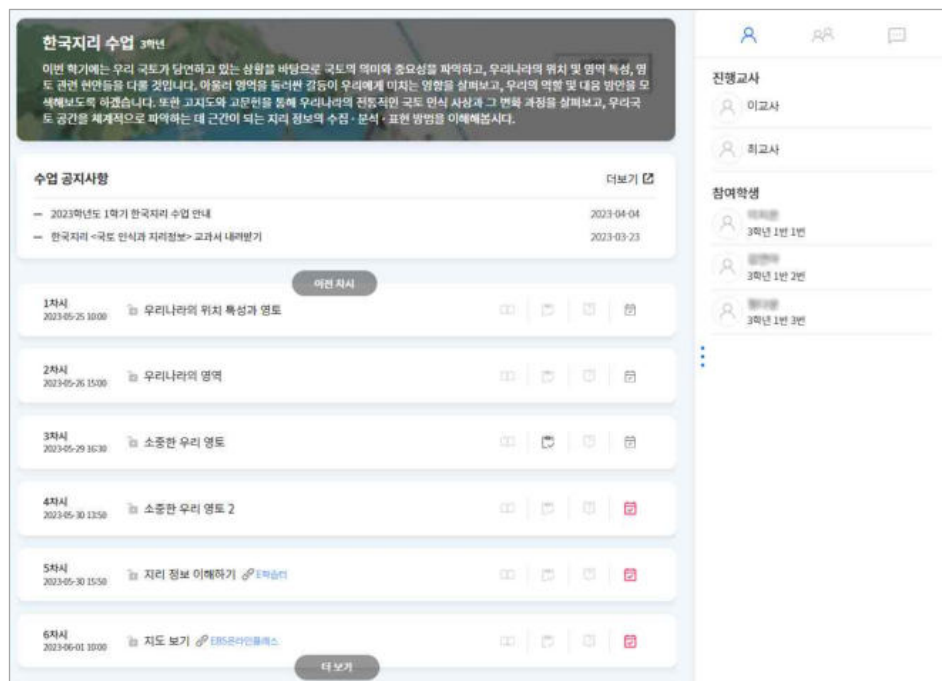 한국지리 수업 3학년
이번 학기에는 우리 국토가 당면하고 있는 상황을 바탕으로 국토의 의미와 중요성을 파악하고, 우리나라의 위치 및 영역 특성, 영
토 관련 현안들을 다룰 것입니다. 아울러 영역을 둘러싼 갈등이 우리에게 미치는 영향을 살펴보고, 우리의 역할 및 대응 방안을 모
색해보도록 하겠습니다. 또한 고지도와 고문헌을 통해 우리나라의 전통적인 국토 인식 사상과 그 변화 과정을 살펴보고, 우리국
토 공간을 체계적으로 파악하는 데 근간이 되는 지리 정보의 수집·분석·표현 방법을 이해해봅시다.
수업 공지사항 더보기
2023학년도 1학기 한국지리 수업 안내 2023-04-04
한국지리 <국토 인식과 지리정보> 교과서 내려받기 2023-03-23
이전 차시
1차시
2023-05-25 10:00 우리나라의 위치 특성과 영토
2차시
2023-05-26 15:00 우리나라의 영역
3차시
2023-05-29 16:30 소중한 우리 영토
4차시
2023-05-30 13:50 소중한 우리 영토 2
5차시
2023-05-30 15:50 지리 정보 이해하기 E학습터
6차시
2023-06-01 10:00 지도 보기 EBS온라인클래스
더 보기
진행교사
이교사
최교사
참여학생
3학년 1반 1번
3학년 1반 2번
3학년 1반 3번